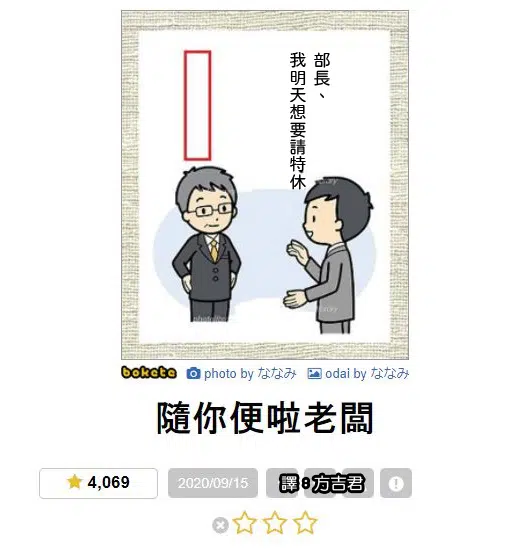 部長、
我明天想要請特休
bokete photo by ななみ odai by ななみ
隨你便啦老闆
4,069 2020/09/15 譯 方吉君